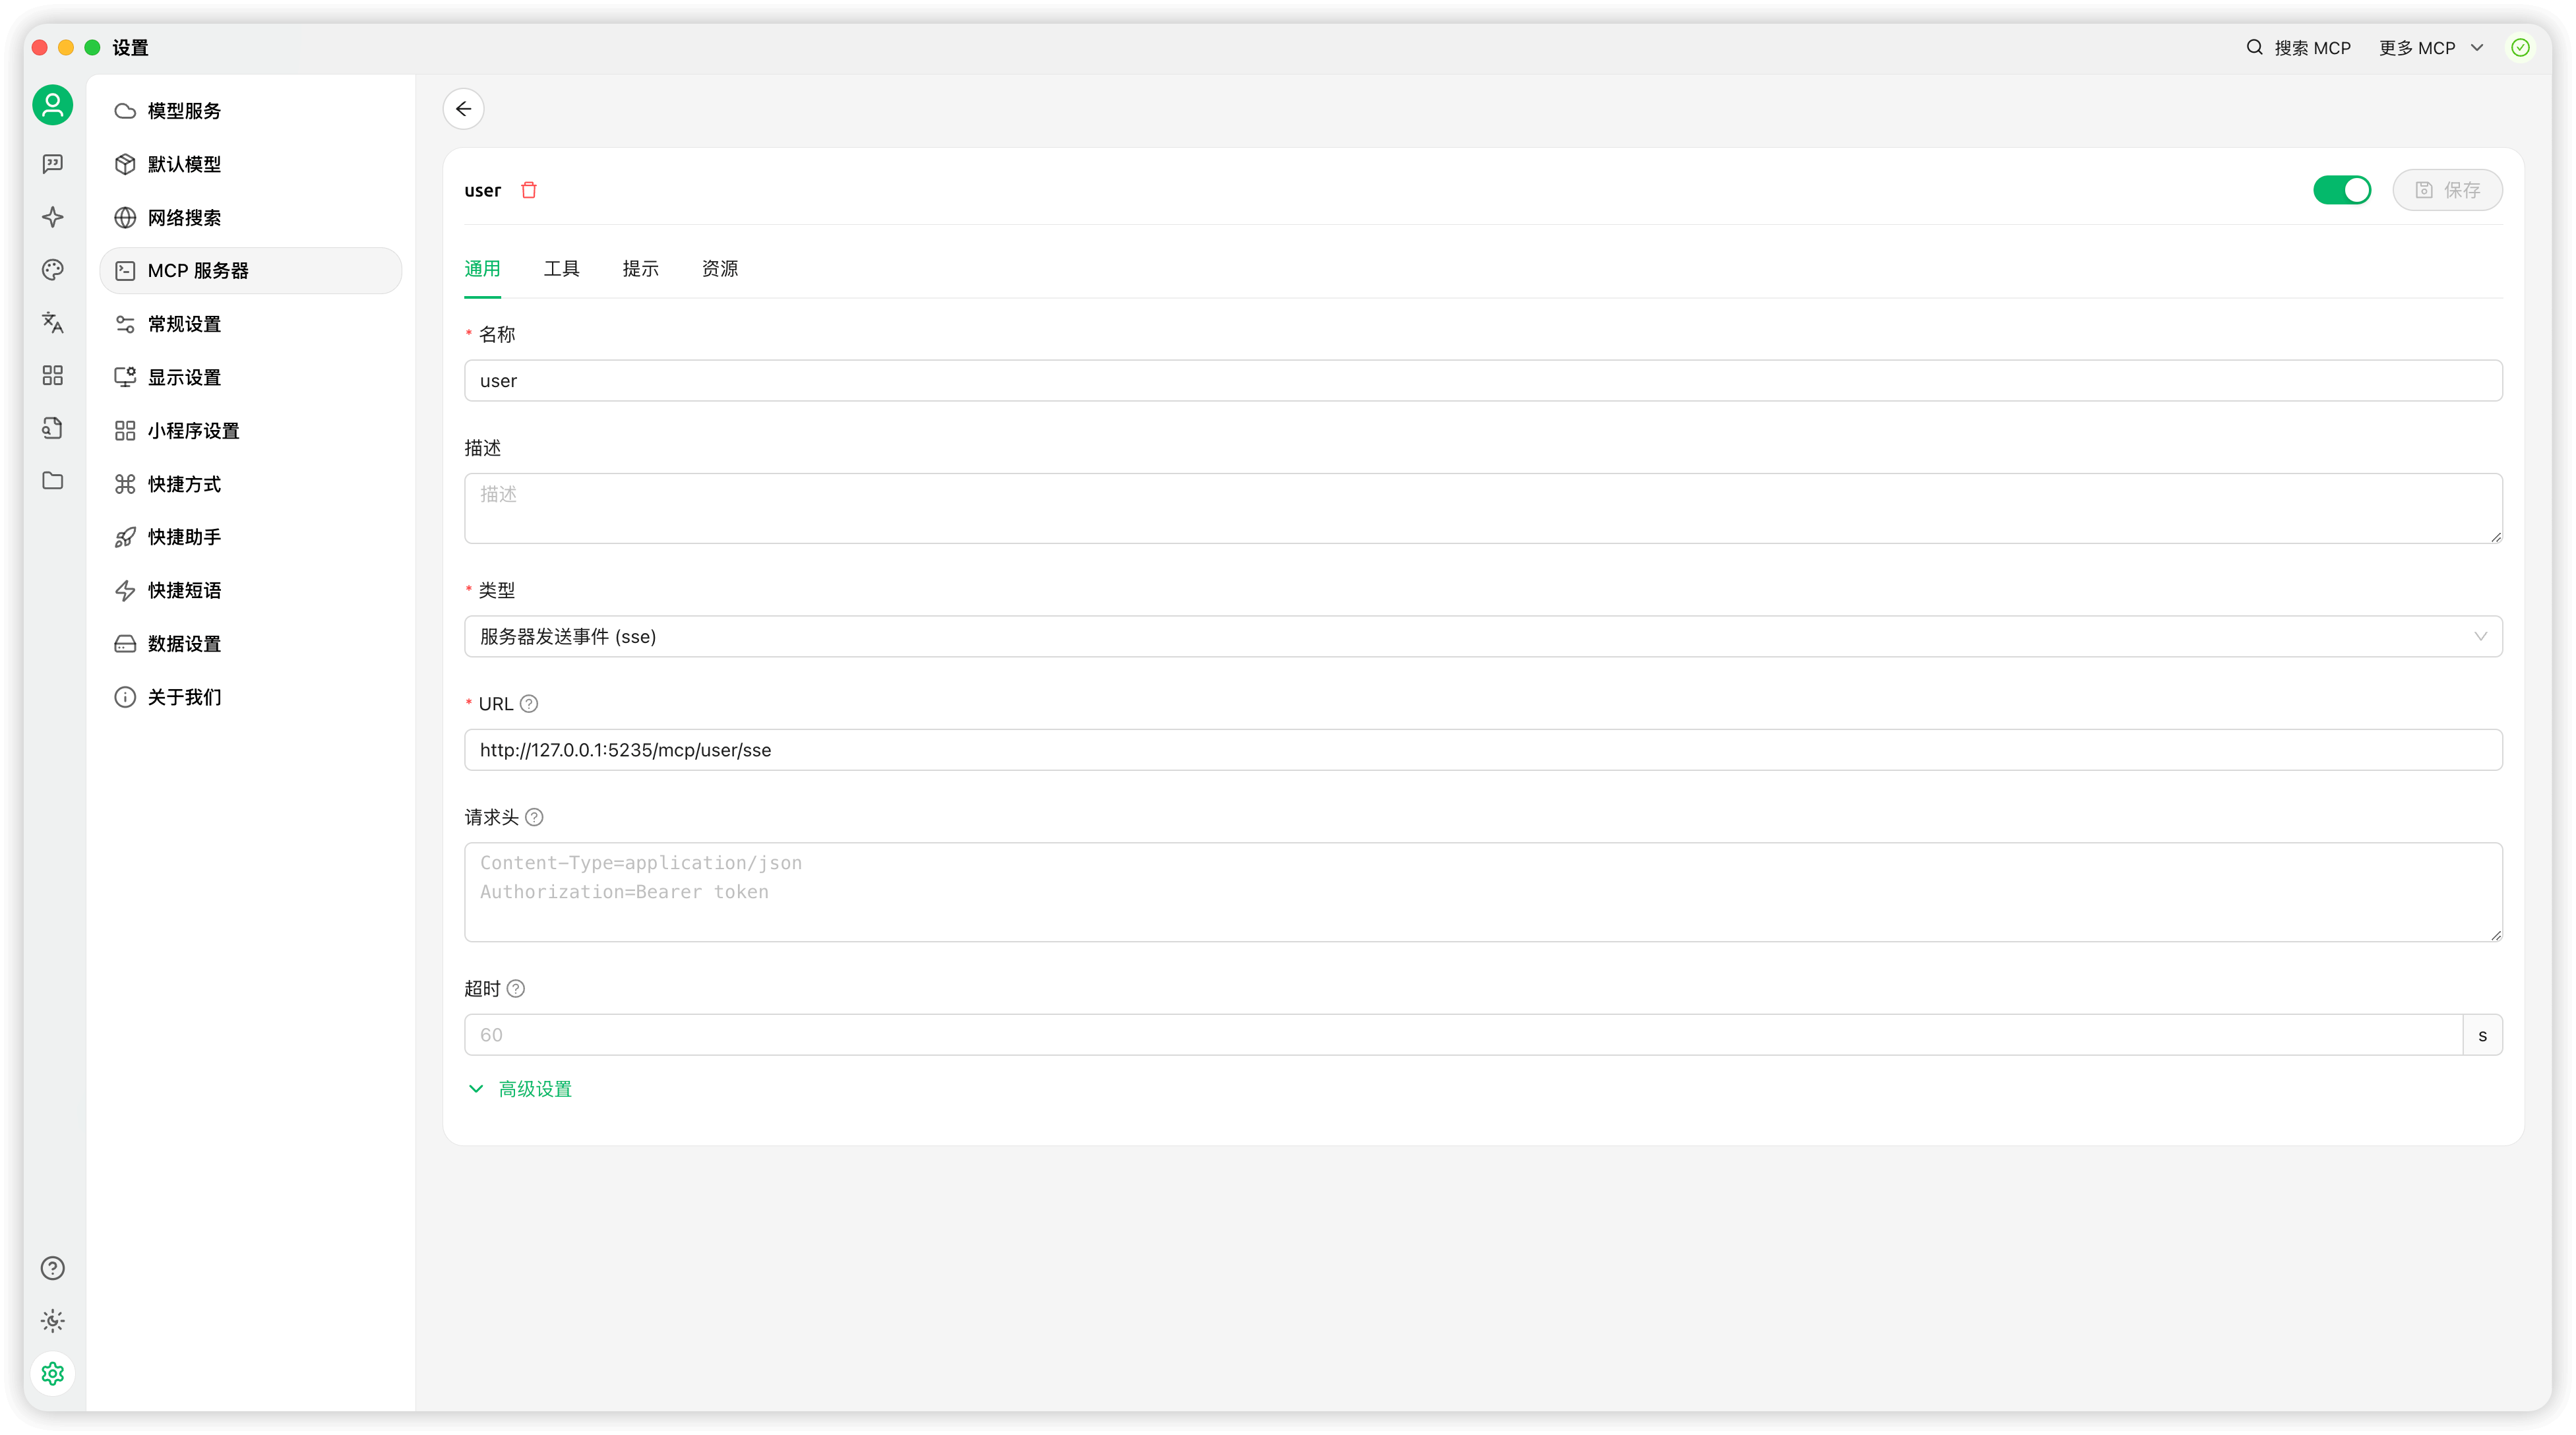 设置
搜索 MCP
更多 MCP
模型服务
默认模型
网络搜索
MCP 服务器
常规设置
显示设置
小程序设置
快捷方式
快捷助手
快捷短语
数据设置
关于我们
user
保存
通用
工具
提示
资源
* 名称
user
描述
描述
* 类型
服务器发送事件 (sse)
* URL
http://127.0.0.1:5235/mcp/user/sse
请求头
Content-Type=application/json
Authorization=Bearer token
超时
60
s
高级设置